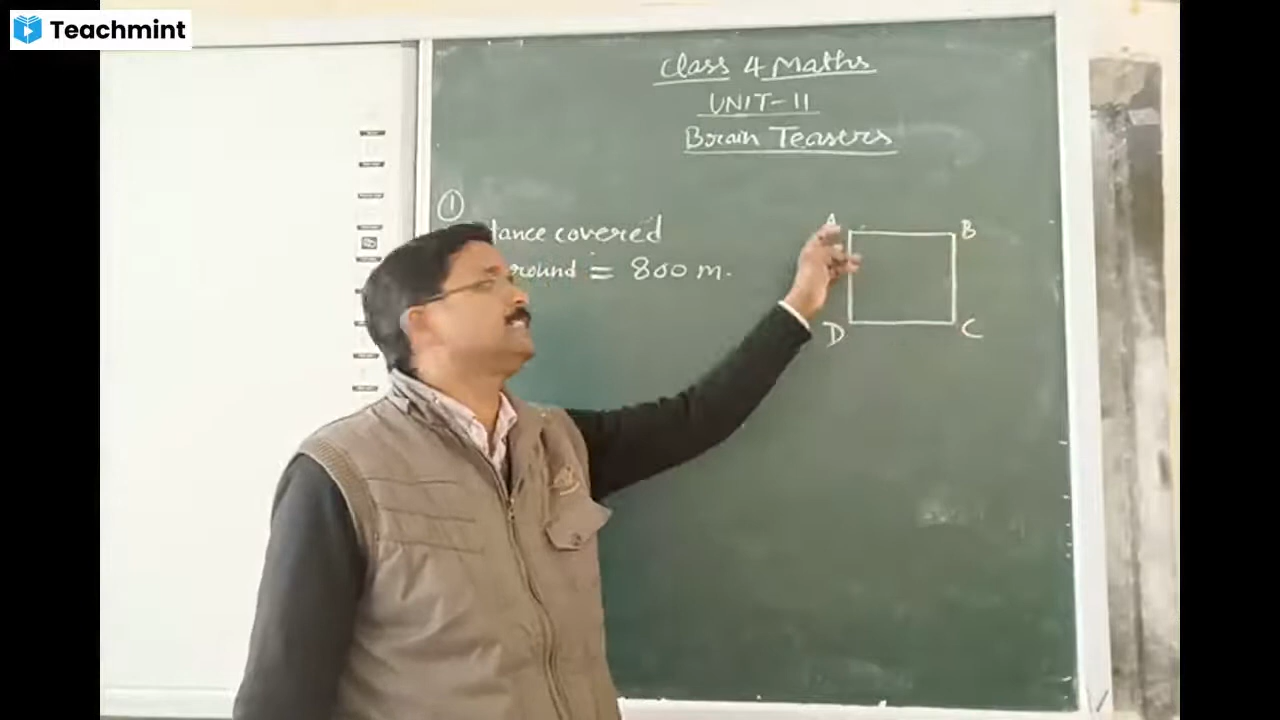 Teachmint
Class 4 Maths
UNIT-11
Brain Teasers
①
tance covered
round = 800 m.
A
B
D
C